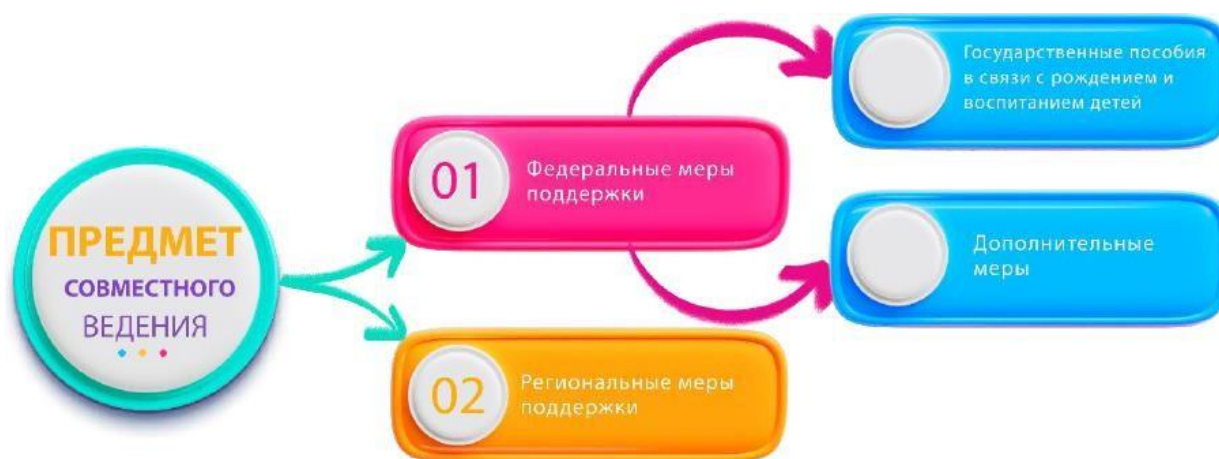 ПРЕДМЕТ
СОВМЕСТНОГО
ВЕДЕНИЯ
01
Федеральные меры
поддержки
Государственные пособия
в связи с рождением и
воспитанием детей
Дополнительные
меры
02
Региональные меры
поддержки